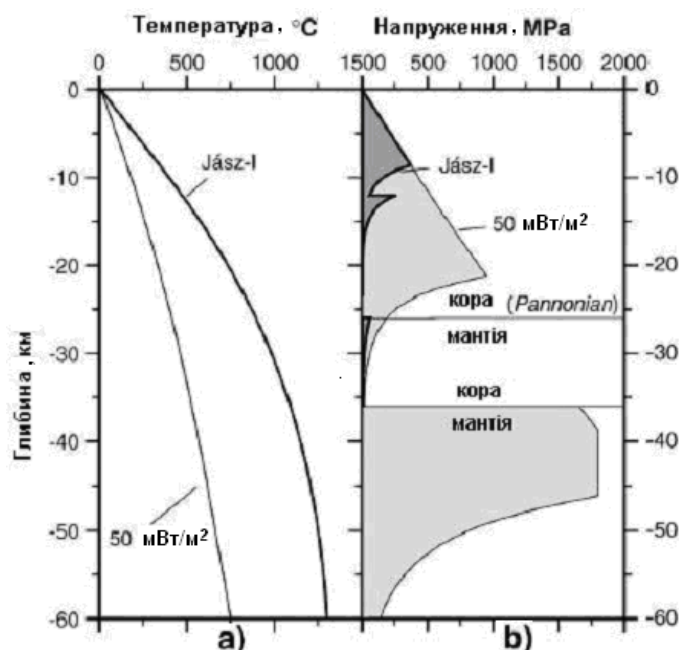 Температура, °C
Напруження, MPa
0 500 1000
1500 500 1000 1500 2000
0
-10
-20
-30
-40
-50
-60
Глибина, км
Jász-I
50 мВт/м²
a)
Jász-I
50 мВт/м²
кора (Pannonian)
мантія
кора
мантія
0
-10
-20
-30
-40
-50
-60
b)